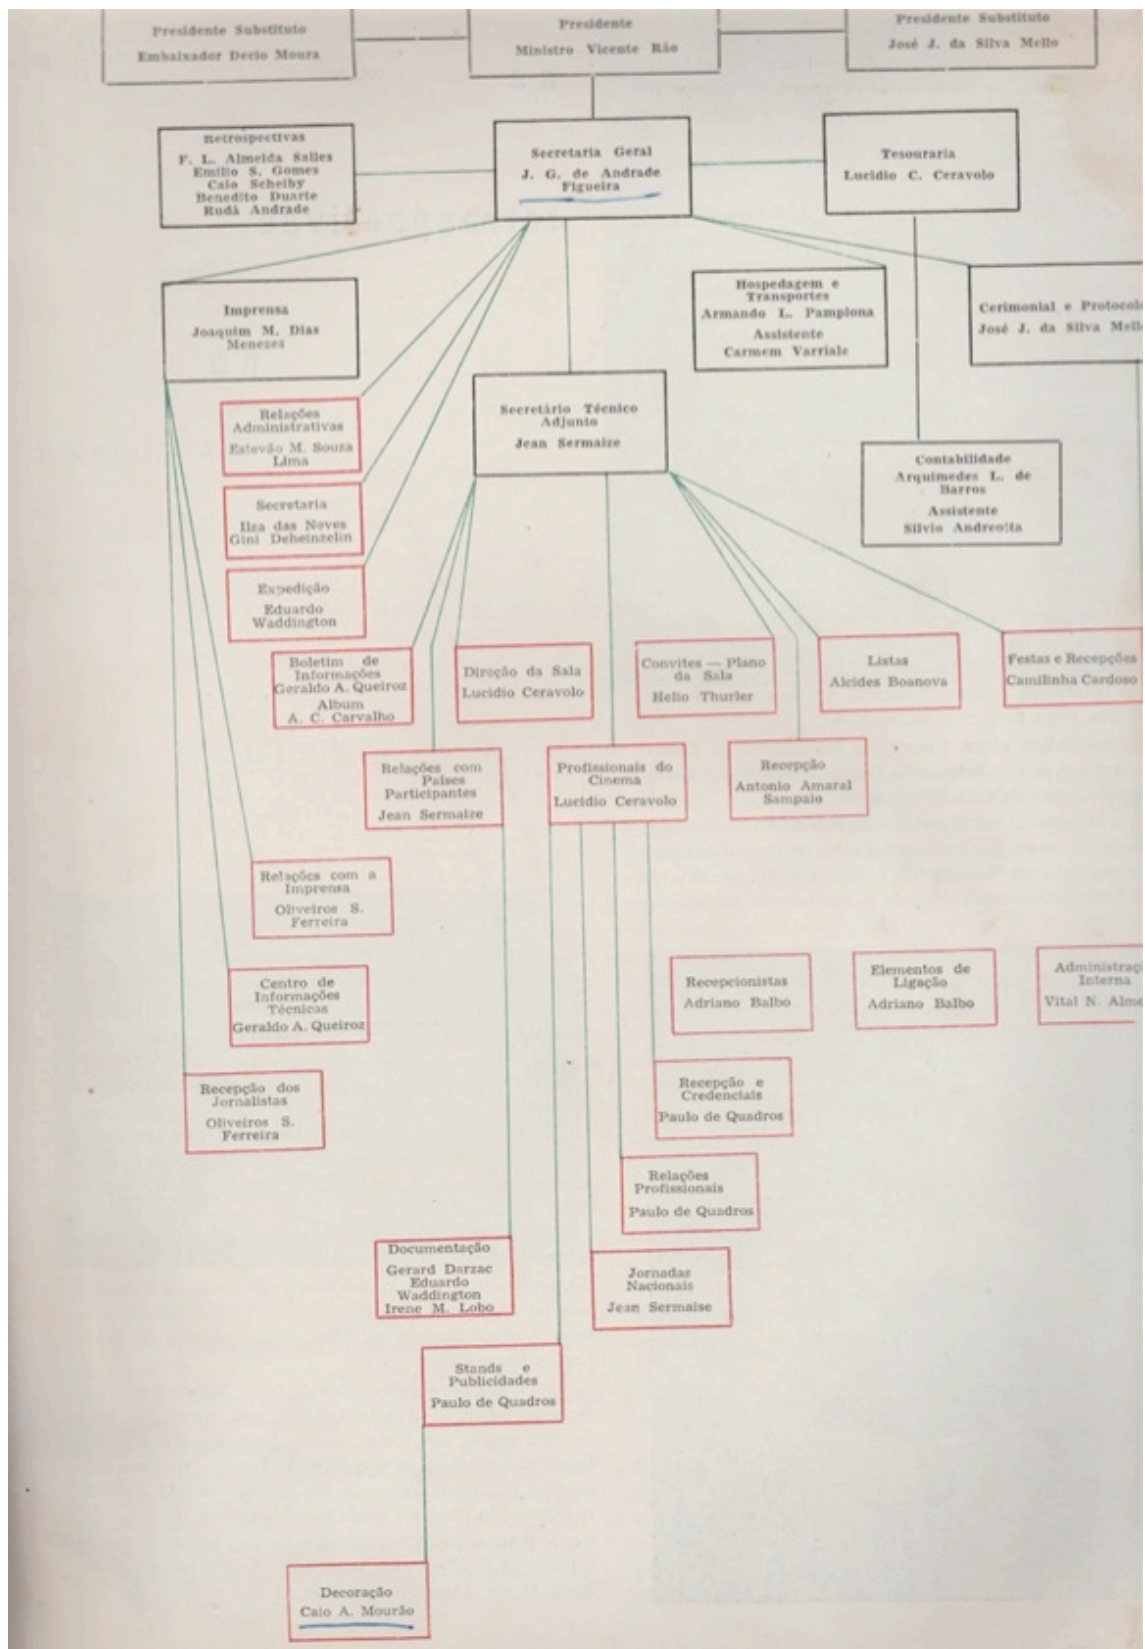 Presidente Substituto
Embaixador Decio Moura
Presidente
Ministro Vicente Ráo
Presidente Substituto
José J. da Silva Mello
Retrospectivas
F. L. Almeida Salles
Emilio S. Gomes
Caio Scheiby
Benedito Duarte
Rudá Andrade
Secretaria Geral
J. G. de Andrade
Figueira
Tesouraria
Lucidio C. Ceravolo
Imprensa
Joaquim M. Dias
Menezes
Hospedagem e
Transportes
Armando L. Pamplona
Assistente
Carmem Varriale
Cerimonial e Protocolo
José J. da Silva Mell
Relações
Administrativas
Estevão M. Souza
Lima
Secretário Técnico
Adjunto
Jean Sermaize
Contabilidade
Arquimedes L. de
Barros
Assistente
Silvio Andreotta
Secretaria
Ilza das Neves
Gini Deheinzelin
Expedição
Eduardo
Waddington
Boletim de
Informações
Geraldo A. Queiroz
Album
A. C. Carvalho
Direção da Sala
Lucidio Ceravolo
Convites — Plano
da Sala
Helio Thurler
Listas
Alcides Boanova
Festas e Recepções
Camilinha Cardoso
Relações com
Países
Participantes
Jean Sermaize
Profissionais do
Cinema
Lucidio Ceravolo
Recepção
Antonio Amaral
Sampaio
Relações com a
Imprensa
Oliveiros S.
Ferreira
Centro de
Informações
Técnicas
Geraldo A. Queiroz
Recepcionistas
Adriano Balbo
Elementos de
Ligação
Adriano Balbo
Administraçã
Interna
Vital N. Alme
Recepção dos
Jornalistas
Oliveiros S.
Ferreira
Recepção e
Credenciais
Paulo de Quadros
Relações
Profissionais
Paulo de Quadros
Documentação
Gerard Darzac
Eduardo
Waddington
Irene M. Lobo
Jornadas
Nacionais
Jean Sermaise
Stands e
Publicidades
Paulo de Quadros
Decoração
Caio A. Mourão